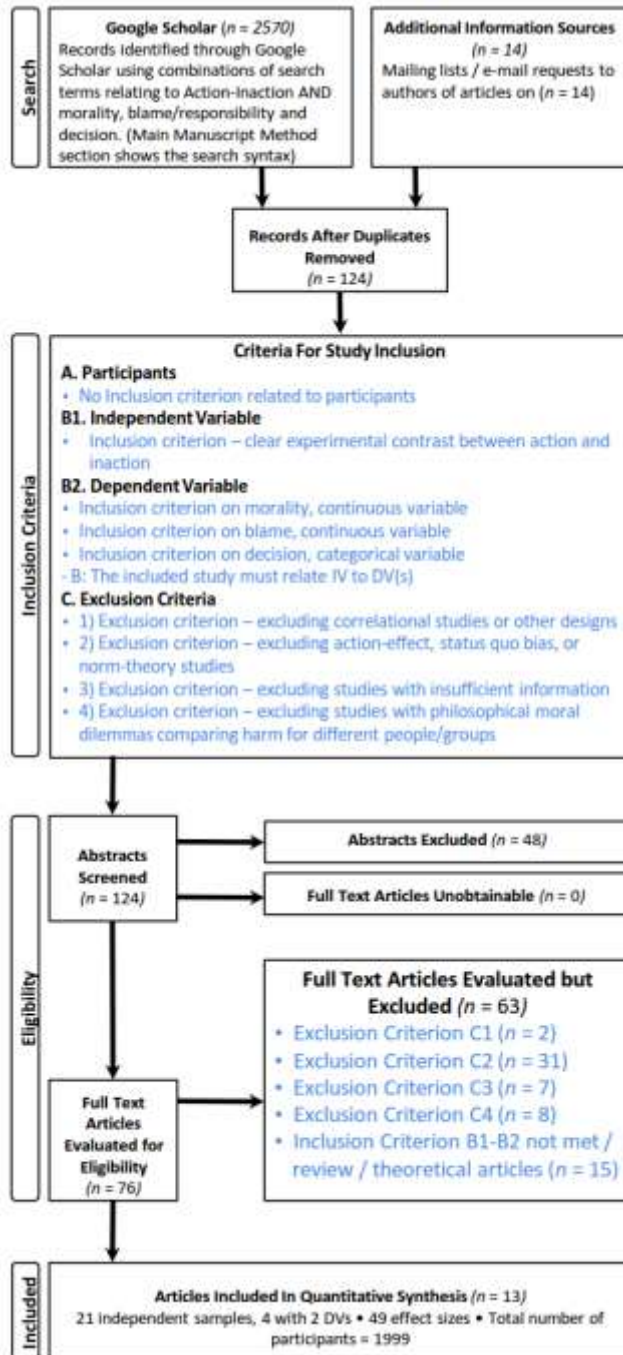 Search
Google Scholar (n = 2570)
Records Identified through Google
Scholar using combinations of search
terms relating to Action-Inaction AND
morality, blame/responsibility and
decision. (Main Manuscript Method
section shows the search syntax)
Additional Information Sources
(n = 14)
Mailing lists / e-mail requests to
authors of articles on (n = 14)
Records After Duplicates
Removed
(n = 124)
Inclusion Criteria
Criteria For Study Inclusion
A. Participants
• No Inclusion criterion related to participants
B1. Independent Variable
• Inclusion criterion – clear experimental contrast between action and
inaction
B2. Dependent Variable
• Inclusion criterion on morality, continuous variable
• Inclusion criterion on blame, continuous variable
• Inclusion criterion on decision, categorical variable
- B: The included study must relate IV to DV(s)
C. Exclusion Criteria
• 1) Exclusion criterion – excluding correlational studies or other designs
• 2) Exclusion criterion – excluding action-effect, status quo bias, or
norm-theory studies
• 3) Exclusion criterion – excluding studies with insufficient information
• 4) Exclusion criterion – excluding studies with philosophical moral
dilemmas comparing harm for different people/groups
Eligibility
Abstracts
Screened
(n = 124)
Abstracts Excluded (n = 48)
Full Text Articles Unobtainable (n = 0)
Full Text
Articles
Evaluated for
Eligibility
(n = 76)
Full Text Articles Evaluated but
Excluded (n = 63)
• Exclusion Criterion C1 (n = 2)
• Exclusion Criterion C2 (n = 31)
• Exclusion Criterion C3 (n = 7)
• Exclusion Criterion C4 (n = 8)
• Inclusion Criterion B1-B2 not met /
review / theoretical articles (n = 15)
Included
Articles Included In Quantitative Synthesis (n = 13)
21 independent samples, 4 with 2 DVs • 49 effect sizes • Total number of
participants = 1999